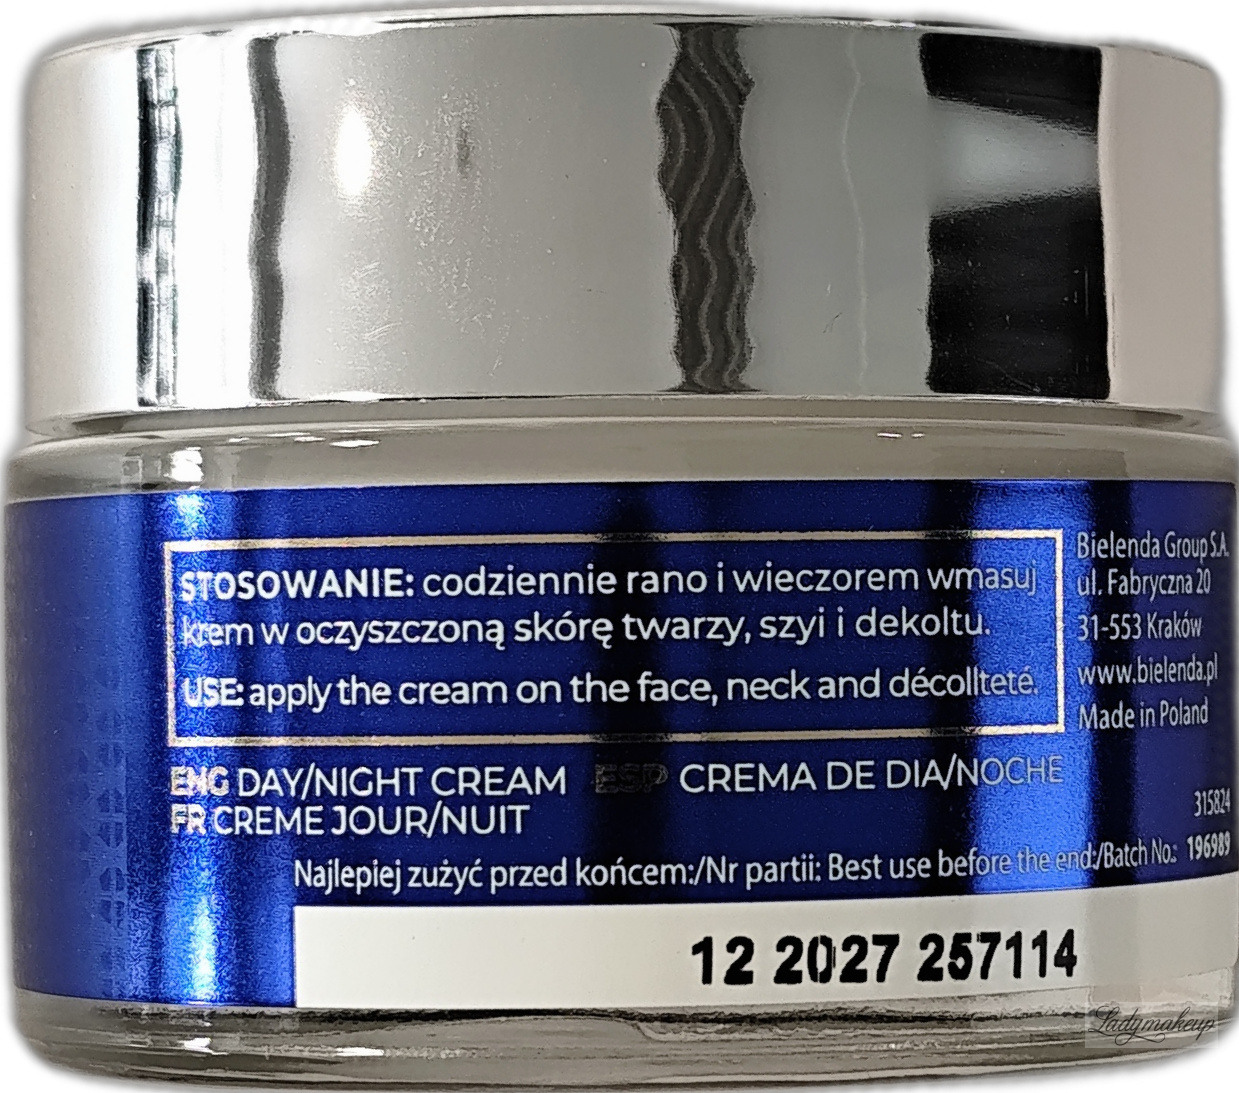 STOSOWANIE: codziennie rano i wieczorem wmasuj
krem w oczyszczoną skórę twarzy, szyi i dekoltu.
USE: apply the cream on the face, neck and décollteté.
Bielenda Group S.A.
ul. Fabryczna 20
31-553 Kraków
www.bielenda.pl
Made in Poland
ENG DAY/NIGHT CREAM ESP CREMA DE DIA/NOCHE
FR CREME JOUR/NUIT
315824
Najlepiej zużyć przed końcem:/Nr partii: Best use before the end:/Batch No.: 196989
12 2027 257114
Ladymakeup